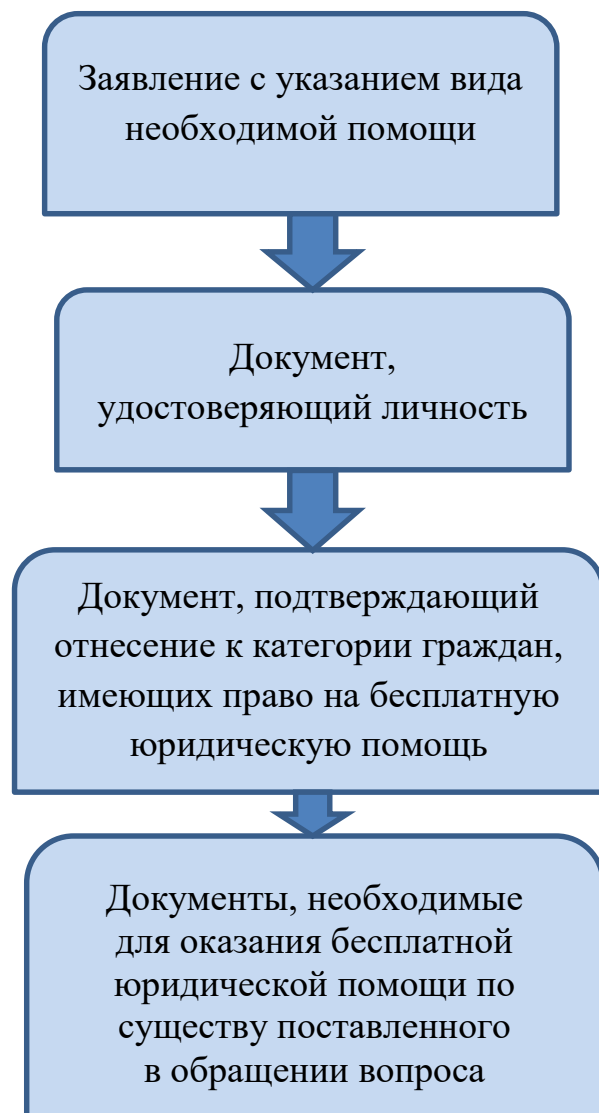 Заявление с указанием вида
необходимой помощи
Документ,
удостоверяющий личность
Документ, подтверждающий
отнесение к категории граждан,
имеющих право на бесплатную
юридическую помощь
Документы, необходимые
для оказания бесплатной
юридической помощи по
существу поставленного
в обращении вопроса